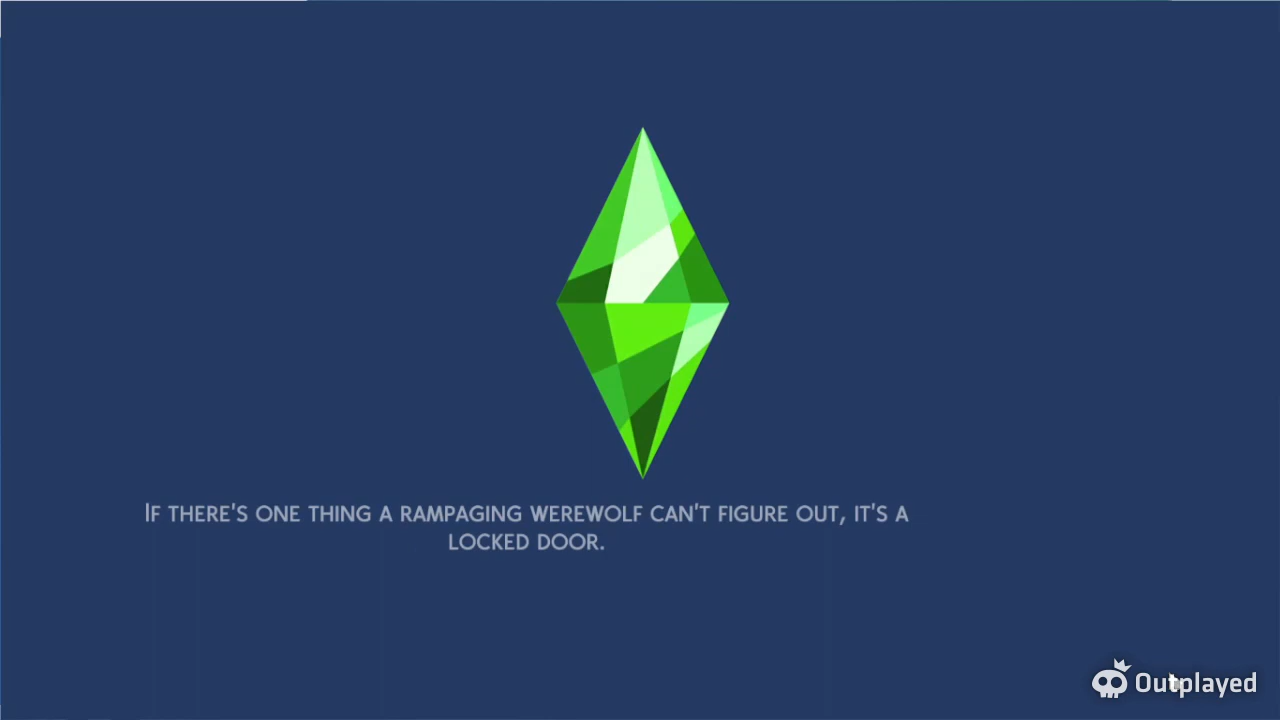 If there's one thing a rampaging werewolf can't figure out, it's a
locked door.
Outplayed